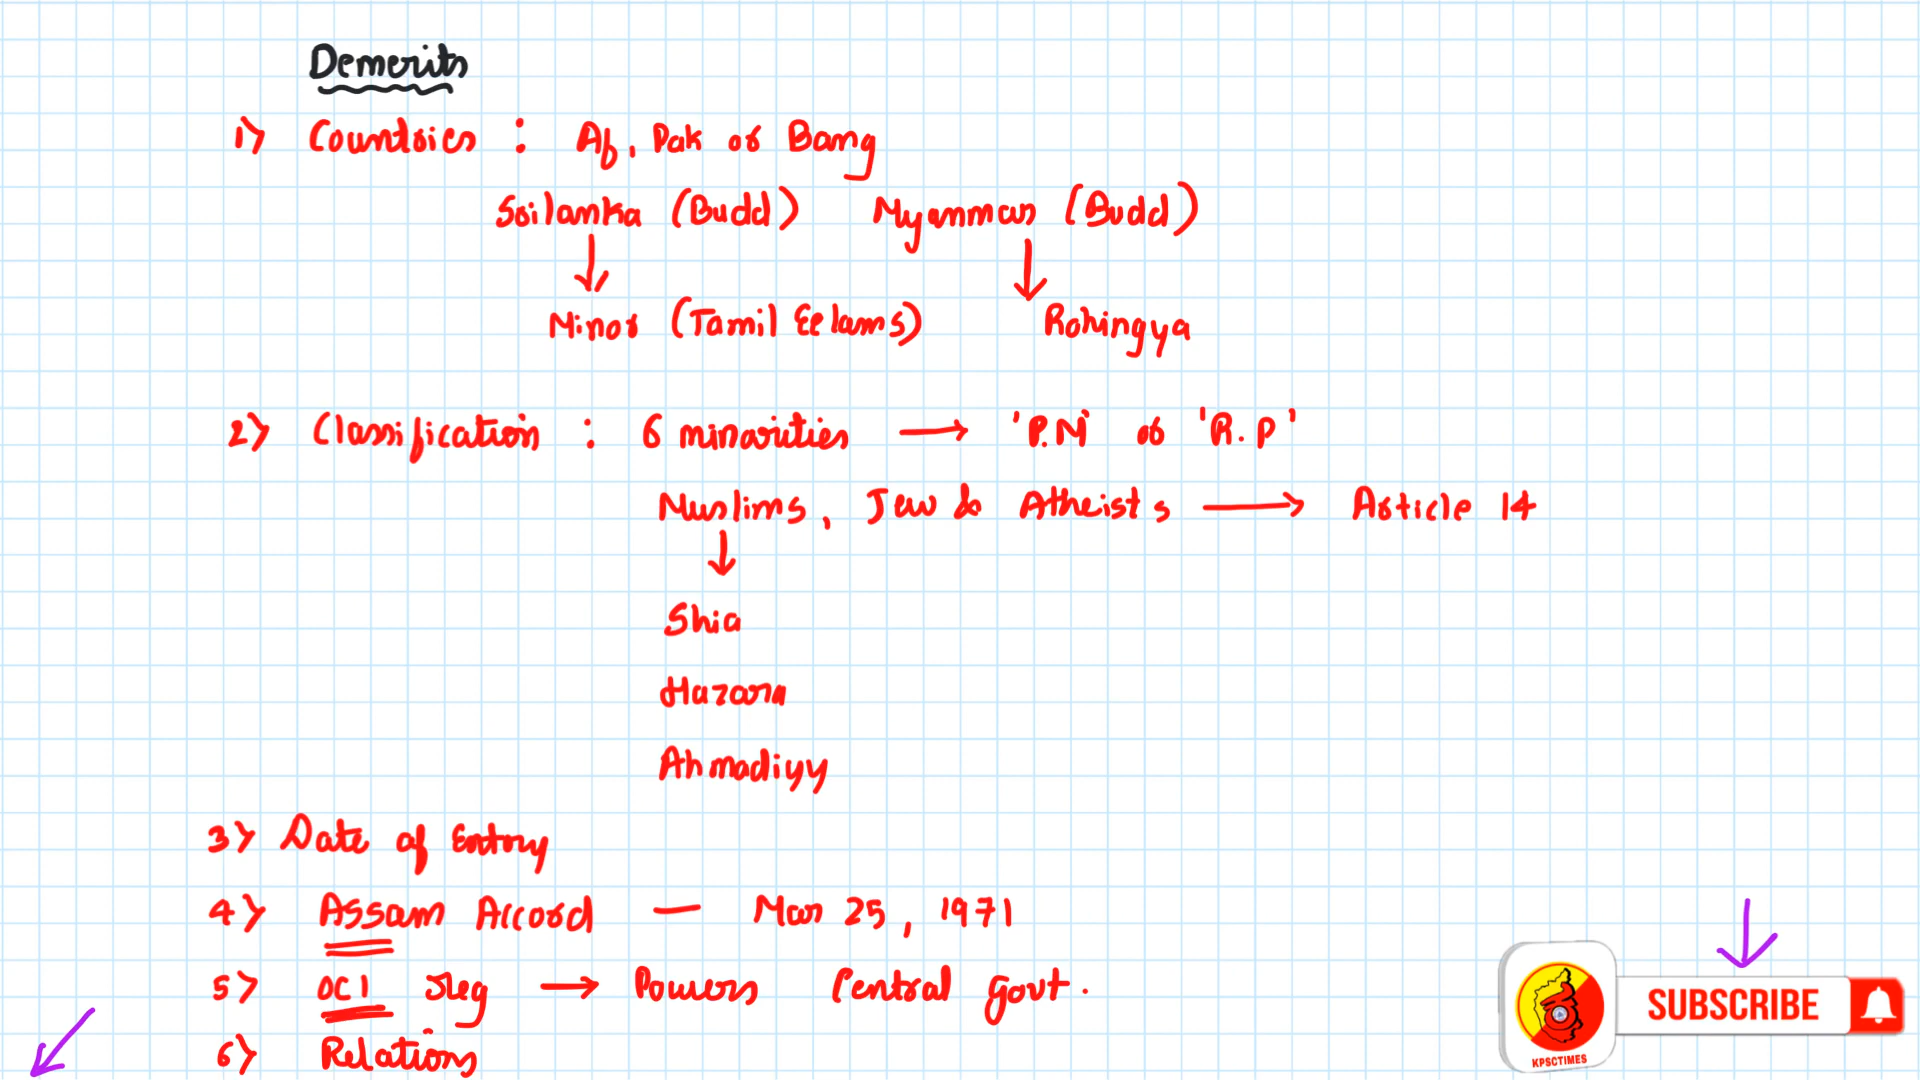 Demerits
1) Countries : Af, Pak or Bang
Srilanka (Budd) Myanmar (Budd)
Minor (Tamil Eelams) Rohingya
2) Classification : 6 minorities → 'P.M' or 'R.P'
Muslims, Jew & Atheists → Article 14
Shia
Hazara
Ahmadiyy
3) Date of Entry
4) Assam Accord — Mar 25, 1971
5) OCI Reg → Powers Central Govt.
6) Relations
SUBSCRIBE
KPSCTIMES